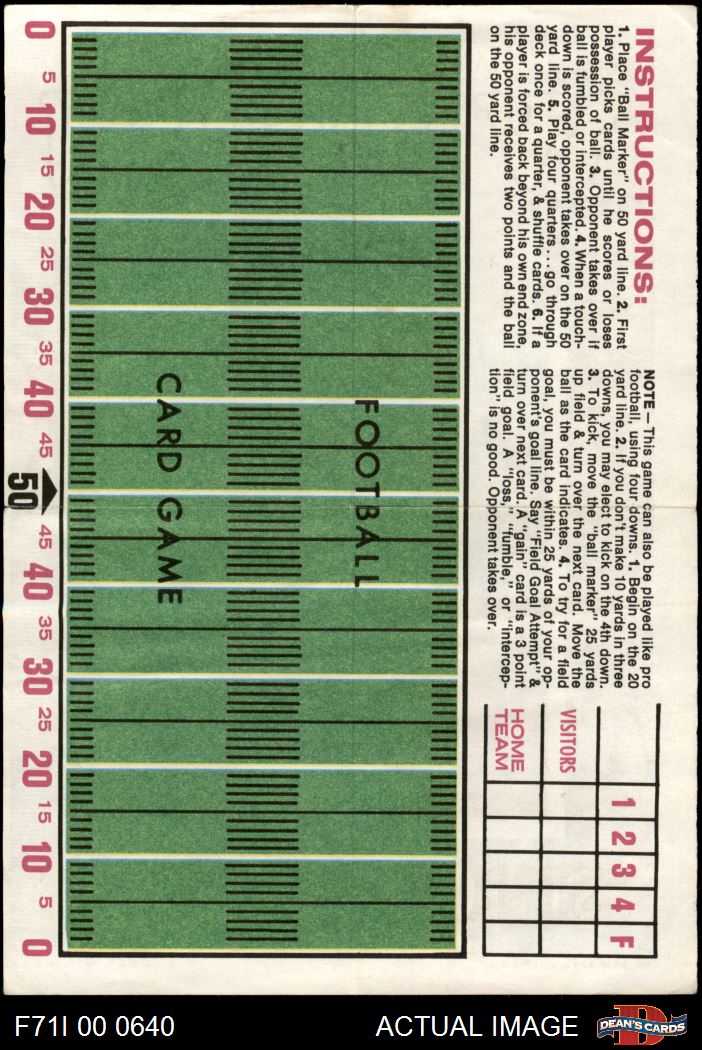 INSTRUCTIONS:
1. Place "Ball Marker" on 50 yard line. 2. First
player picks cards until he scores or loses
possession of ball. 3. Opponent takes over if
ball is fumbled or intercepted. 4. When a touch-
down is scored, opponent takes over on the 50
yard line. 5. Play four quarters . . . go through
deck once for a quarter, & shuffle cards. 6. If a
player is forced back beyond his own end zone,
his opponent receives two points and the ball
on the 50 yard line.
NOTE — This game can also be played like pro
football, using four downs. 1. Begin on the 20
yard line. 2. If you don't make 10 yards in three
downs, you may elect to kick on the 4th down.
3. To kick, move the "ball marker" 25 yards
up field & turn over the next card. Move the
ball as the card indicates. 4. To try for a field
goal, you must be within 25 yards of your op-
ponent's goal line. Say "Field Goal Attempt" &
turn over next card. A "gain" card is a 3 point
field goal. A "loss," "fumble," or "intercep-
tion" is no good. Opponent takes over.
1 2 3 4 F
VISITORS
HOME
TEAM
FOOTBALL
CARD GAME
0 5 10 15 20 25 30 35 40 45 50 45 40 35 30 25 20 15 10 5 0
F71I 00 0640
ACTUAL IMAGE
D
DEAN'S CARDS